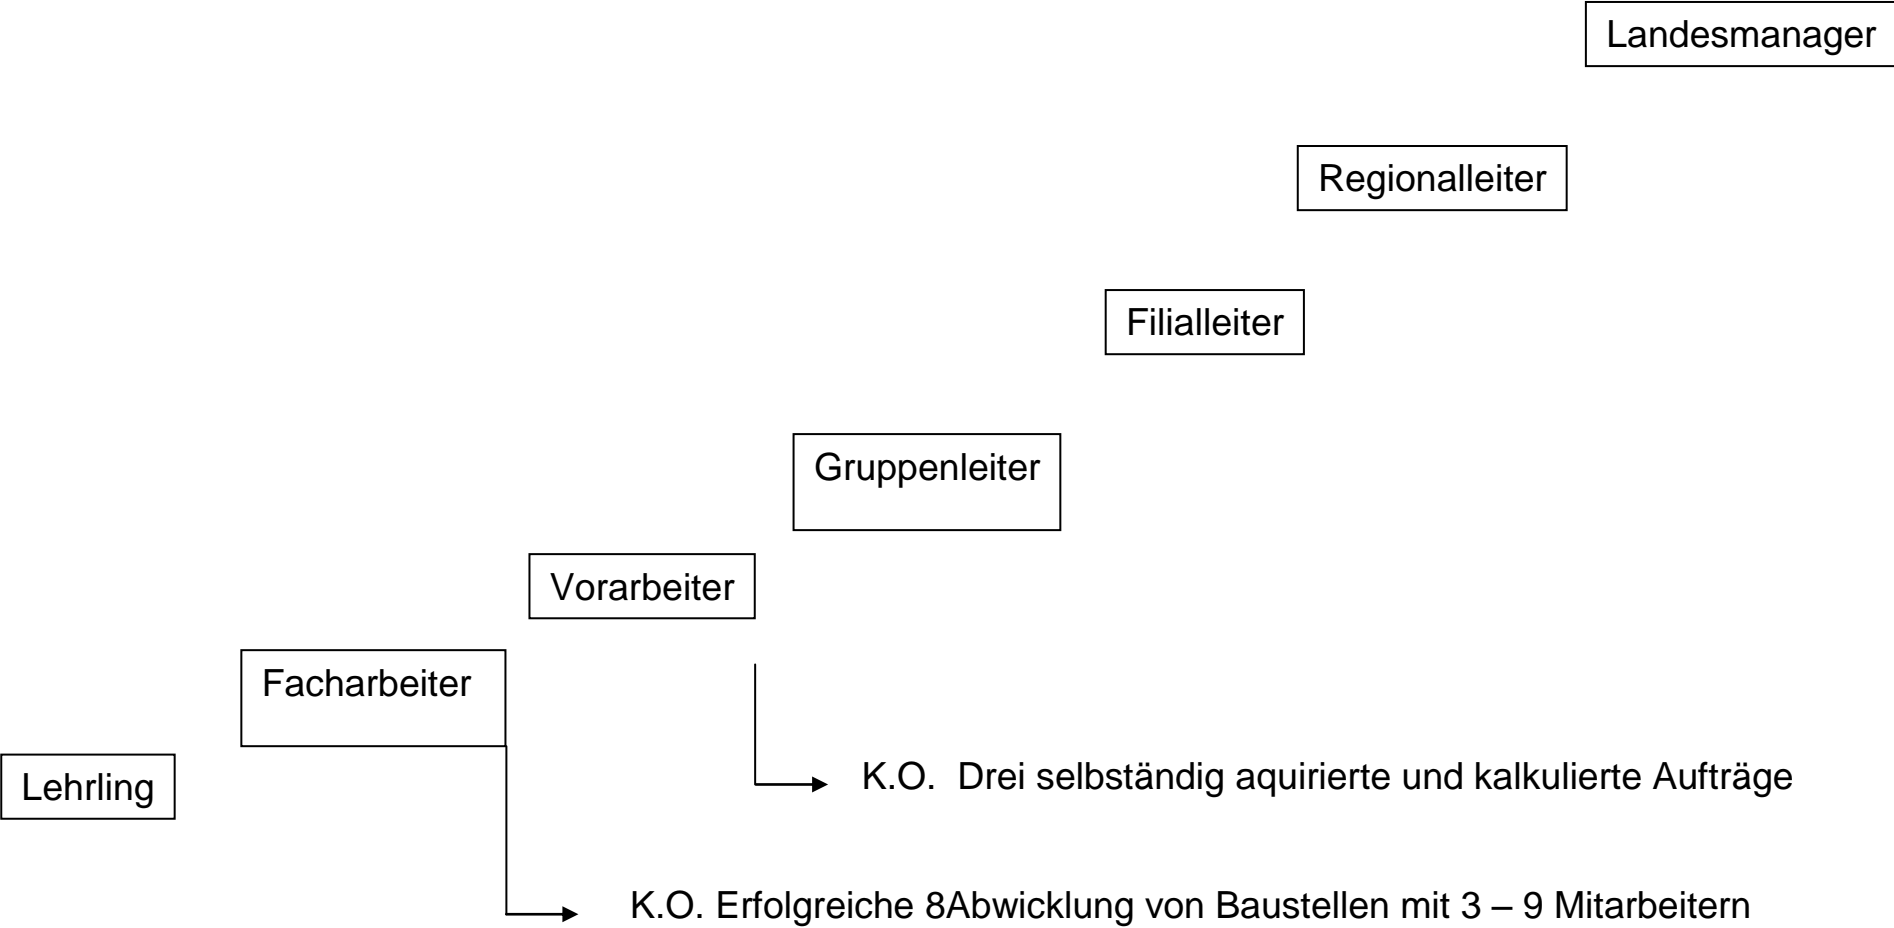 Landesmanager
Regionalleiter
Filialleiter
Gruppenleiter
Vorarbeiter
Facharbeiter
Lehrling
K.O. Drei selbständig aquirierte und kalkulierte Aufträge
K.O. Erfolgreiche 8Abwicklung von Baustellen mit 3 – 9 Mitarbeitern